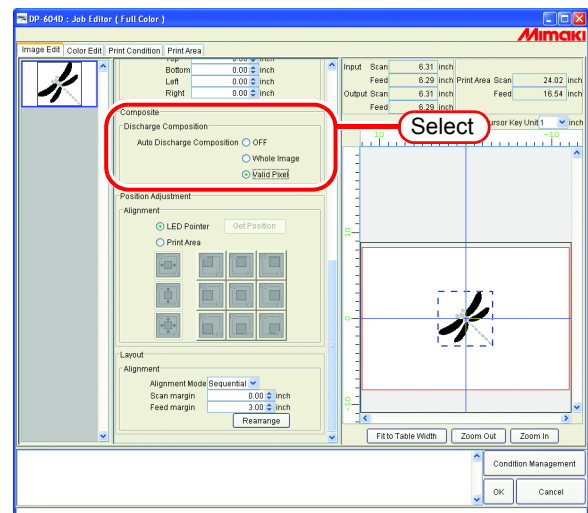 DP-604D : Job Editor ( Full Color )
Mimaki
Image Edit Color Edit Print Condition Print Area
Top 0.00 inch
Bottom 0.00 inch
Left 0.00 inch
Right 0.00 inch
Composite
Discharge Composition
Auto Discharge Composition OFF
Whole Image
Valid Pixel
Position Adjustment
Alignment
LED Pointer Get Position
Print Area
Layout
Alignment
Alignment Mode Sequential
Scan margin 0.00 inch
Feed margin 3.00 inch
Rearrange
Input Scan 6.31 inch
Feed 6.29 inch Print Area Scan 24.02 inch
Output Scan 6.31 inch Feed 16.54 inch
Feed 6.29 inch
Select
ursor Key Unit 1 inch
10 -10
0
-10
Fit to Table Width Zoom Out Zoom In
Condition Management
OK Cancel